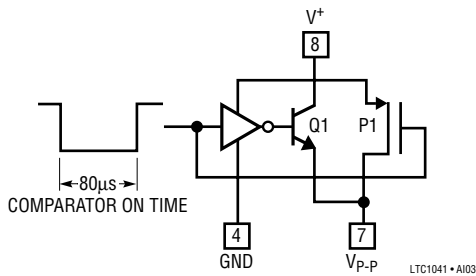 V+
8
Q1
P1
80µs
COMPARATOR ON TIME
4
7
GND
VP-P
LTC1041 • AI03